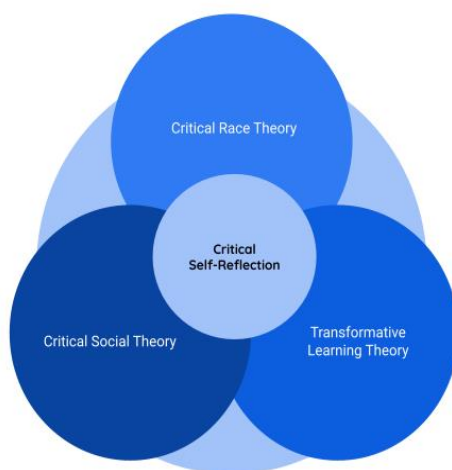 Critical Race Theory
Critical
Self-Reflection
Critical Social Theory
Transformative
Learning Theory